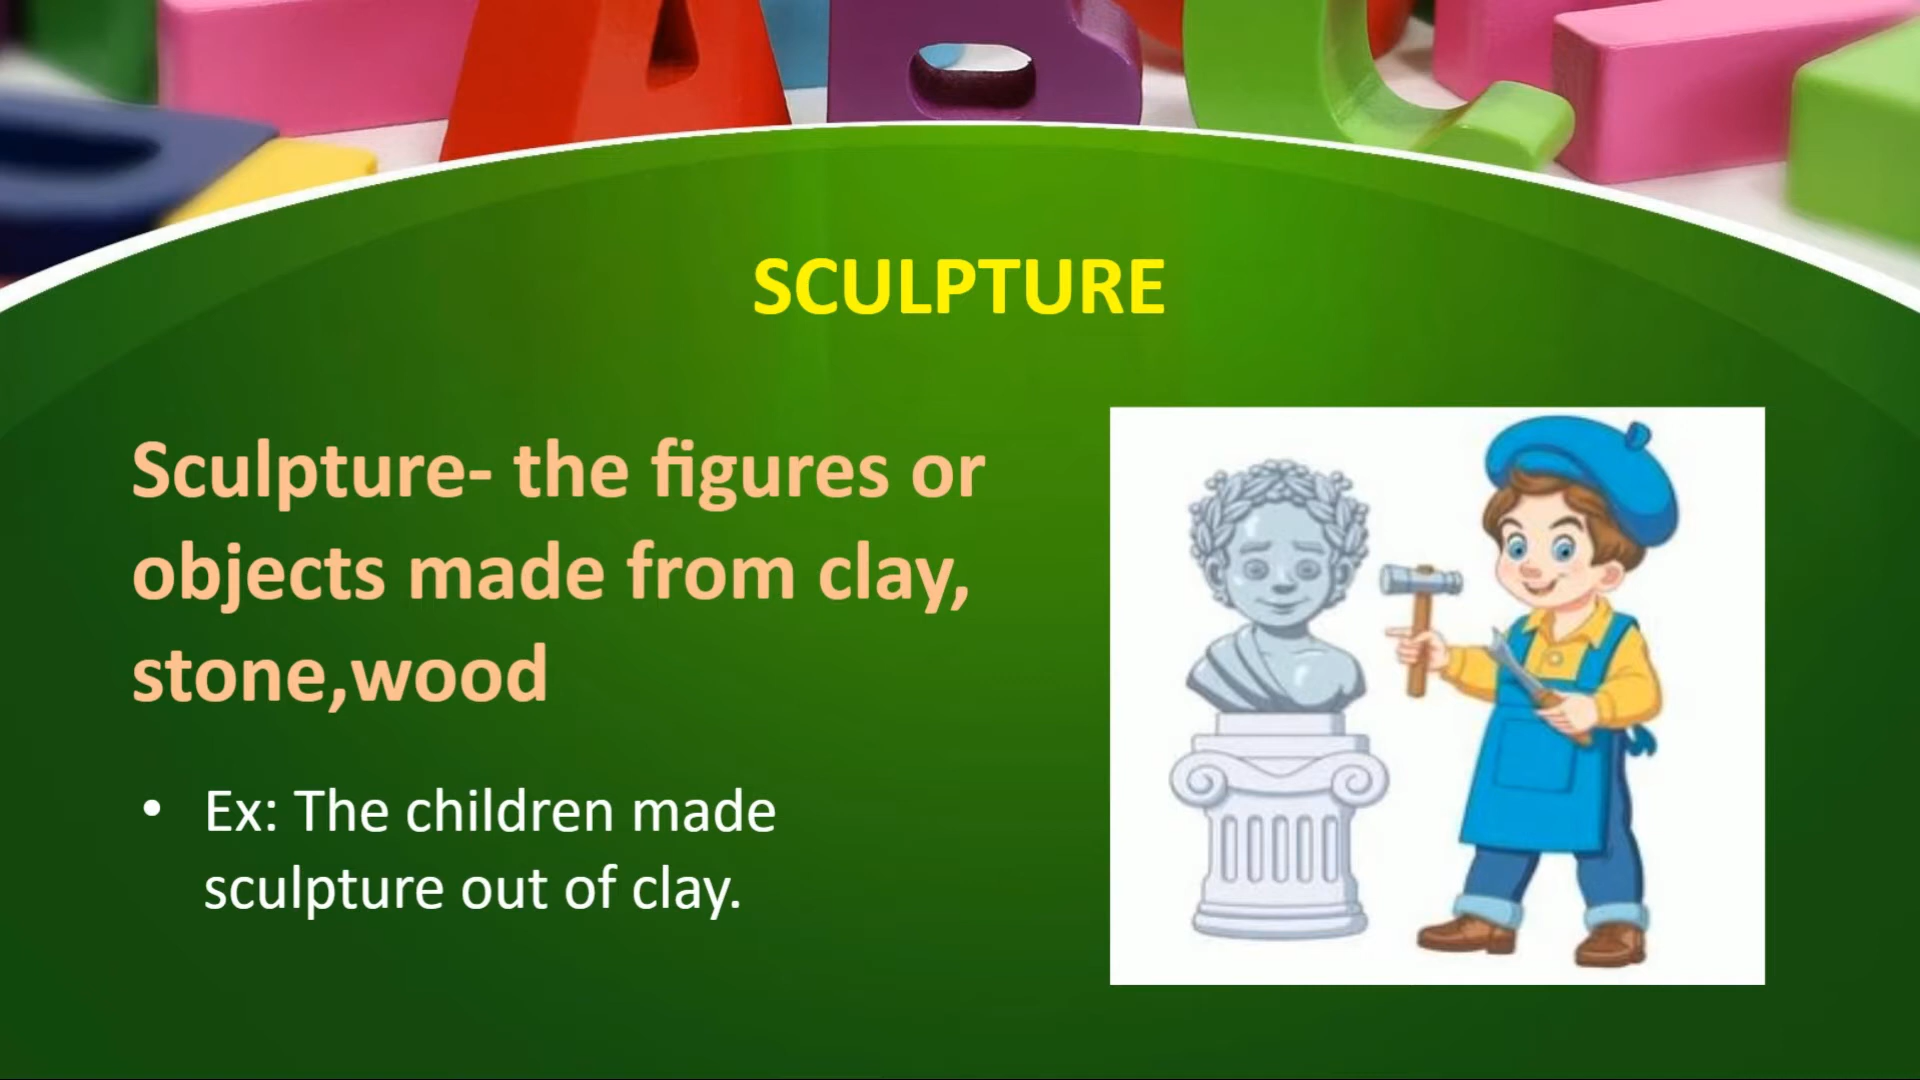 SCULPTURE
Sculpture- the figures or
objects made from clay,
stone,wood
• Ex: The children made
sculpture out of clay.